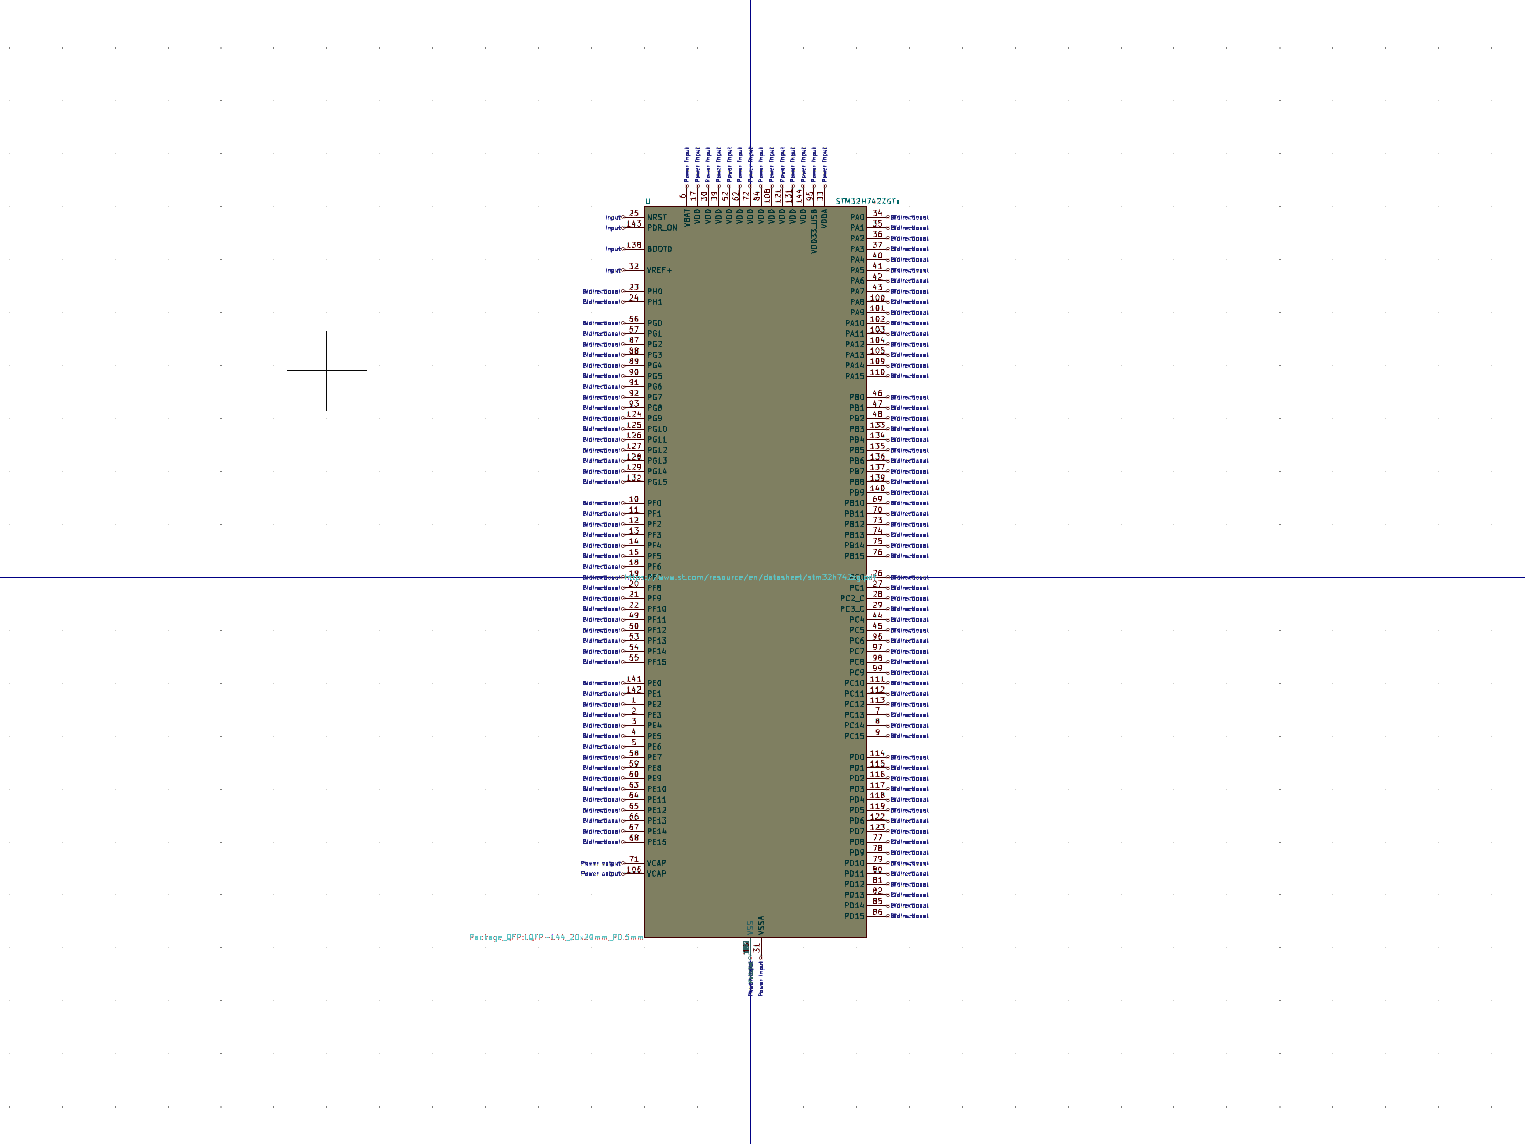 Power Input Power Input Power Input Power Input Power Input Power Input Power Input Power Input Power Input Power Input Power Input Power Input Power Input Power Input
6 17 30 39 52 62 72 84 108 121 131 144 95 33
U STM32H742ZGTx
VBAT VDD VDD VDD VDD VDD VDD VDD VDD VDD VDD VDD VDD33_USB VDDA
Input 25 NRST PA0 34 Bidirectional
Input 143 PDR_ON PA1 35 Bidirectional
PA2 36 Bidirectional
Input 138 BOOT0 PA3 37 Bidirectional
PA4 40 Bidirectional
Input 32 VREF+ PA5 41 Bidirectional
PA6 42 Bidirectional
Bidirectional 23 PH0 PA7 43 Bidirectional
Bidirectional 24 PH1 PA8 100 Bidirectional
PA9 101 Bidirectional
Bidirectional 56 PG0 PA10 102 Bidirectional
Bidirectional 57 PG1 PA11 103 Bidirectional
Bidirectional 87 PG2 PA12 104 Bidirectional
Bidirectional 88 PG3 PA13 105 Bidirectional
Bidirectional 89 PG4 PA14 109 Bidirectional
Bidirectional 90 PG5 PA15 110 Bidirectional
Bidirectional 91 PG6
Bidirectional 92 PG7 PB0 46 Bidirectional
Bidirectional 93 PG8 PB1 47 Bidirectional
Bidirectional 124 PG9 PB2 48 Bidirectional
Bidirectional 125 PG10 PB3 133 Bidirectional
Bidirectional 126 PG11 PB4 134 Bidirectional
Bidirectional 127 PG12 PB5 135 Bidirectional
Bidirectional 128 PG13 PB6 136 Bidirectional
Bidirectional 129 PG14 PB7 137 Bidirectional
Bidirectional 132 PG15 PB8 139 Bidirectional
PB9 140 Bidirectional
Bidirectional 10 PF0 PB10 69 Bidirectional
Bidirectional 11 PF1 PB11 70 Bidirectional
Bidirectional 12 PF2 PB12 73 Bidirectional
Bidirectional 13 PF3 PB13 74 Bidirectional
Bidirectional 14 PF4 PB14 75 Bidirectional
Bidirectional 15 PF5 PB15 76 Bidirectional
Bidirectional 18 PF6
Bidirectional 19 www.st.com/resource/en/datasheet/ 26 Bidirectional
Bidirectional 20 PF8 PC1 27 Bidirectional
Bidirectional 21 PF9 PC2_C 28 Bidirectional
Bidirectional 22 PF10 PC3_C 29 Bidirectional
Bidirectional 49 PF11 PC4 44 Bidirectional
Bidirectional 50 PF12 PC5 45 Bidirectional
Bidirectional 53 PF13 PC6 96 Bidirectional
Bidirectional 54 PF14 PC7 97 Bidirectional
Bidirectional 55 PF15 PC8 98 Bidirectional
PC9 99 Bidirectional
Bidirectional 141 PE0 PC10 111 Bidirectional
Bidirectional 142 PE1 PC11 112 Bidirectional
Bidirectional 1 PE2 PC12 113 Bidirectional
Bidirectional 2 PE3 PC13 7 Bidirectional
Bidirectional 3 PE4 PC14 8 Bidirectional
Bidirectional 4 PE5 PC15 9 Bidirectional
Bidirectional 5 PE6
Bidirectional 58 PE7 PD0 114 Bidirectional
Bidirectional 59 PE8 PD1 115 Bidirectional
Bidirectional 60 PE9 PD2 116 Bidirectional
Bidirectional 63 PE10 PD3 117 Bidirectional
Bidirectional 64 PE11 PD4 118 Bidirectional
Bidirectional 65 PE12 PD5 119 Bidirectional
Bidirectional 66 PE13 PD6 122 Bidirectional
Bidirectional 67 PE14 PD7 123 Bidirectional
Bidirectional 68 PE15 PD8 77 Bidirectional
PD9 78 Bidirectional
Power output 71 VCAP PD10 79 Bidirectional
Power output 106 VCAP PD11 80 Bidirectional
PD12 81 Bidirectional
PD13 82 Bidirectional
PD14 85 Bidirectional
PD15 86 Bidirectional
VSS VSSA
Package_QFP:LQFP-144_20x20mm_P0.5mm
31
Power Input Power Input